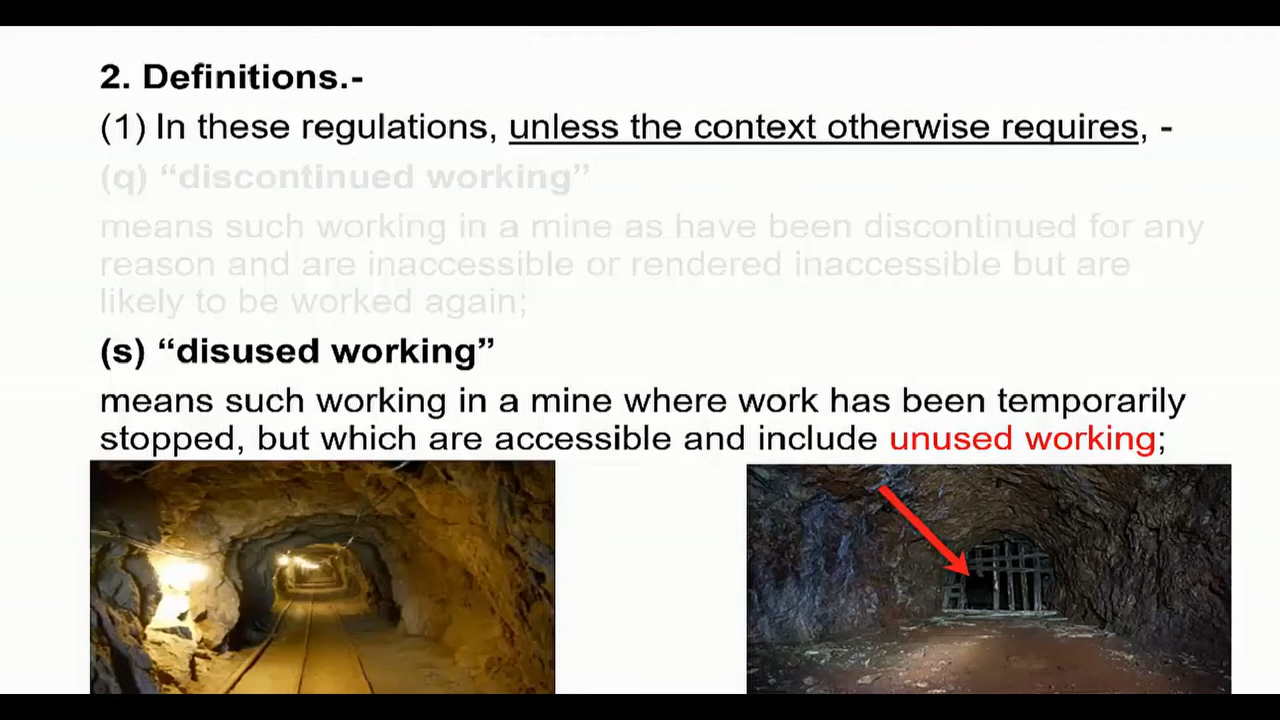 2. Definitions.-
(1) In these regulations, unless the context otherwise requires, -
(q) “discontinued working”
means such working in a mine as have been discontinued for any
reason and are inaccessible or rendered inaccessible but are
likely to be worked again;
(s) “disused working”
means such working in a mine where work has been temporarily
stopped, but which are accessible and include unused working;